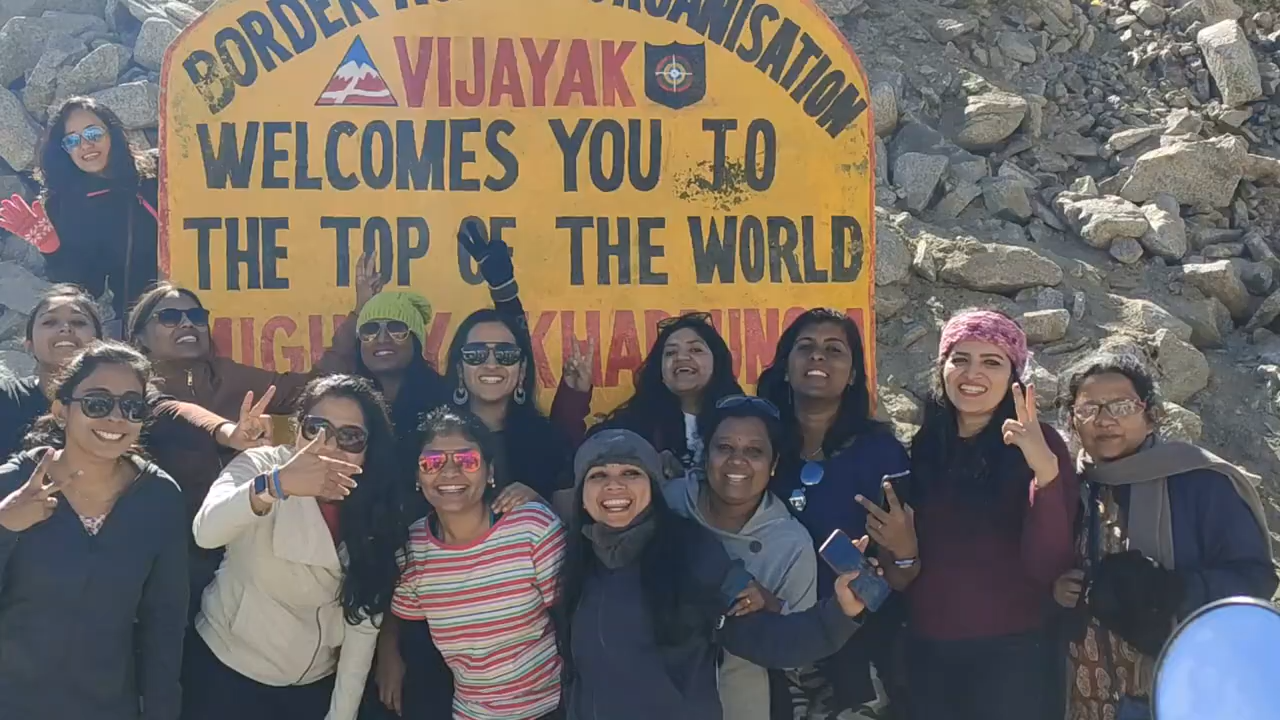 BORDER ORGANISATION
VIJAYAK
WELCOMES YOU TO
THE TOP OF THE WORLD